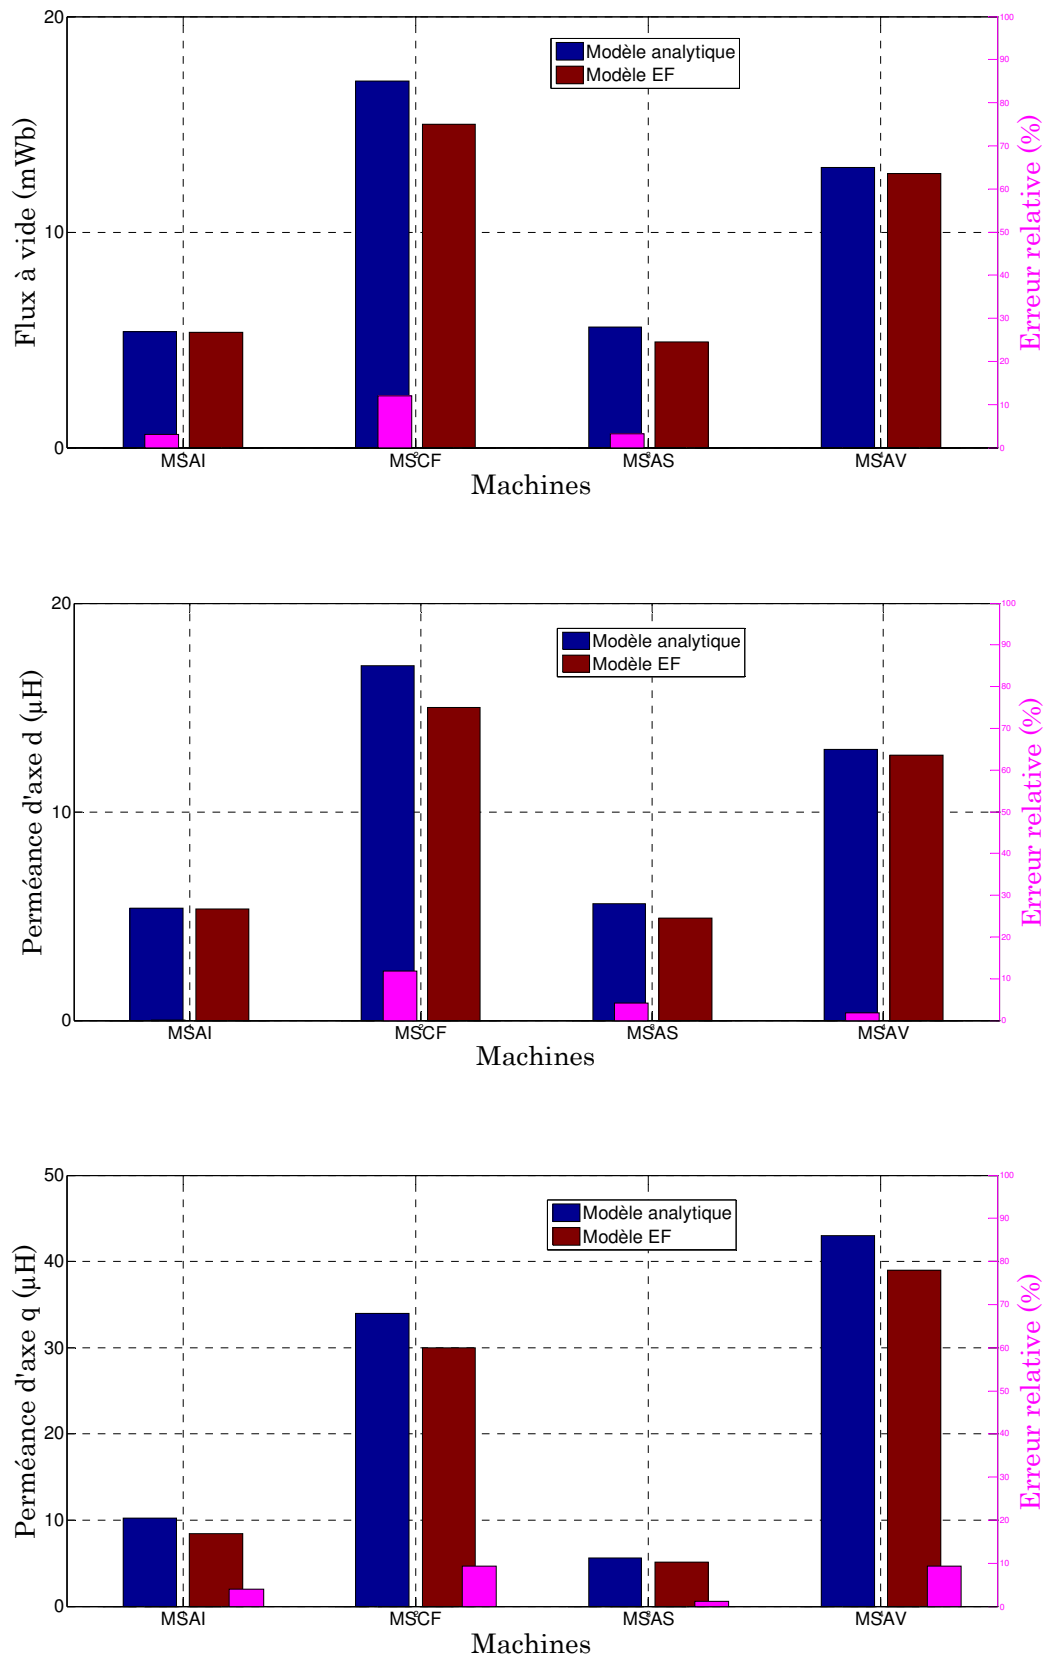 20
10
0
Flux à vide (mWb)
Modèle analytique
Modèle EF
100
90
80
70
60
50
40
30
20
10
0
Erreur relative (%)
MSAI
MSCF
MSAS
MSAV
Machines
20
10
0
Perméance d'axe d (µH)
Modèle analytique
Modèle EF
100
90
80
70
60
50
40
30
20
10
0
Erreur relative (%)
MSAI
MSCF
MSAS
MSAV
Machines
50
40
30
20
10
0
Perméance d'axe q (µH)
Modèle analytique
Modèle EF
100
90
80
70
60
50
40
30
20
10
0
Erreur relative (%)
MSAI
MSCF
MSAS
MSAV
Machines